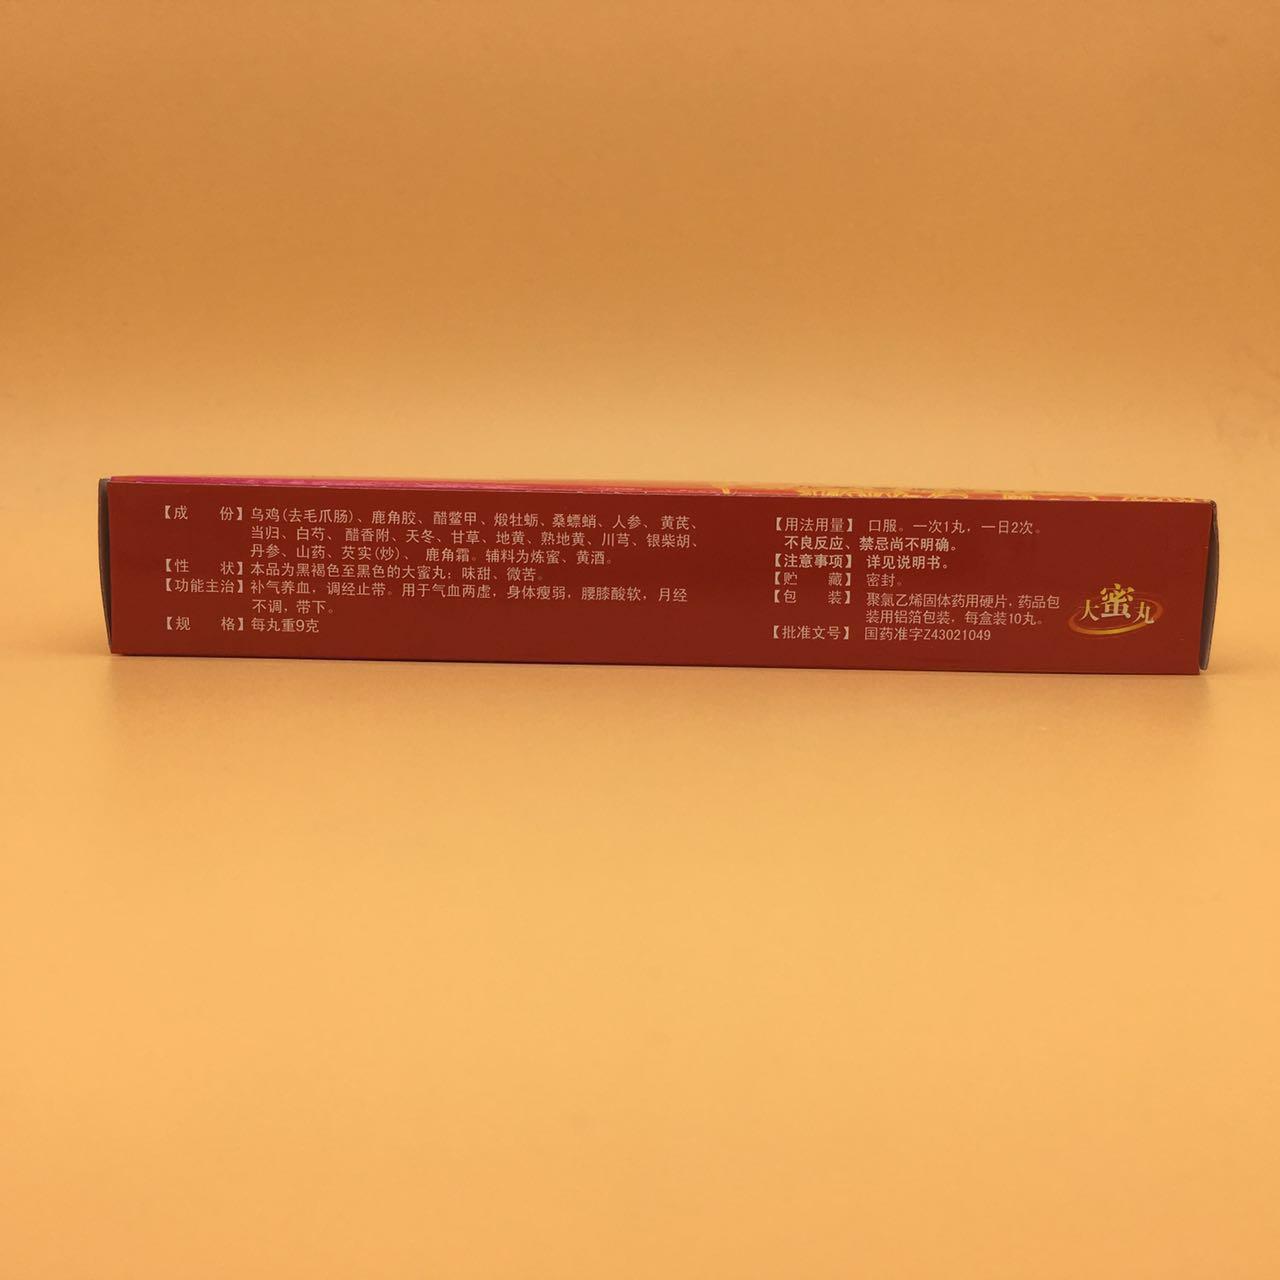 【成　　份】乌鸡(去毛爪肠)、鹿角胶、醋鳖甲、煅牡蛎、桑螵蛸、人参、黄芪、
当归、白芍、醋香附、天冬、甘草、地黄、熟地黄、川芎、银柴胡、
丹参、山药、芡实(炒)、鹿角霜。辅料为炼蜜、黄酒。
【性　　状】本品为黑褐色至黑色的大蜜丸；味甜、微苦。
【功能主治】补气养血，调经止带。用于气血两虚，身体瘦弱，腰膝酸软，月经
不调，带下。
【规　　格】每丸重9克
【用法用量】口服。一次1丸，一日2次。
不良反应、禁忌尚不明确。
【注意事项】详见说明书。
【贮　　藏】密封。
【包　　装】聚氯乙烯固体药用硬片，药品包
装用铝箔包装，每盒装10丸。
【批准文号】国药准字Z43021049
大蜜丸